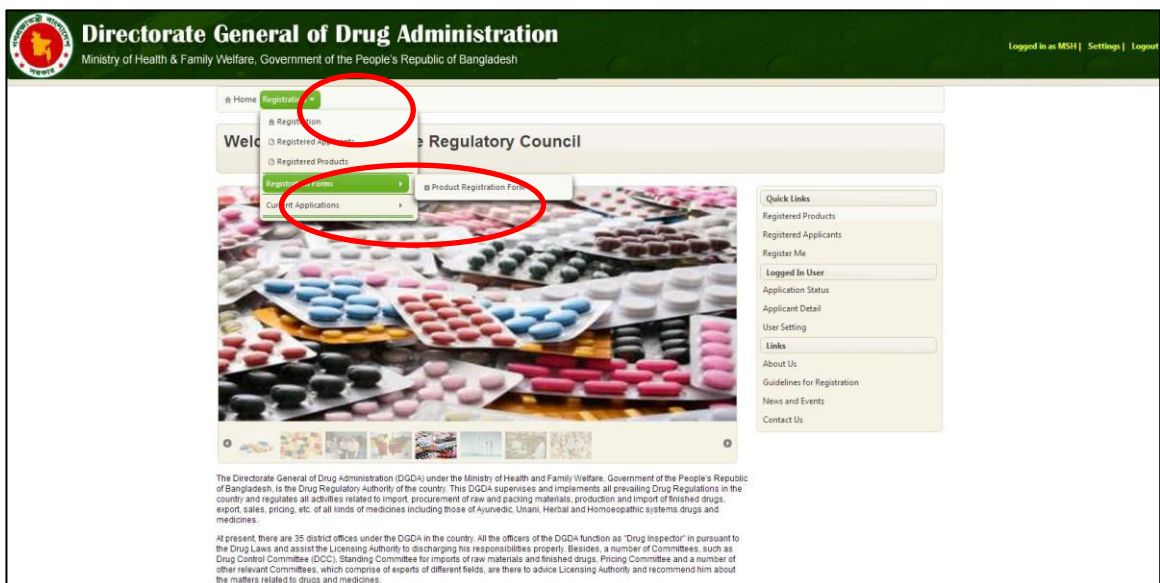 Directorate General of Drug Administration
Ministry of Health & Family Welfare, Government of the People's Republic of Bangladesh
Logged in as MSH | Settings | Logout
Home Registration
Registration
Welc e Regulatory Council
Registered Applicants
Registered Products
Registration Forms
Product Registration Form
Current Applications
Quick Links
Registered Products
Registered Applicants
Register Me
Logged In User
Application Status
Applicant Detail
User Setting
Links
About Us
Guidelines for Registration
News and Events
Contact Us
The Directorate General of Drug Administration (DGDA) under the Ministry of Health and Family Welfare, Government of the People's Republic
of Bangladesh, is the Drug Regulatory Authority of the country. This DGDA supervises and implements all prevailing Drug Regulations in the
country and regulates all activities related to import, procurement of raw and packing materials, production and import of finished drugs,
export, sales, pricing, etc. of all kinds of medicines including those of Ayurvedic, Unani, Herbal and Homoeopathic systems.drugs and
medicines.
At present, there are 35 district offices under the DGDA in the country. All the officers of the DGDA function as "Drug Inspector" in pursuant to
the Drug Laws and assist the Licensing Authority to discharging his responsibilities properly. Besides, a number of Committees, such as
Drug Control Committee (DCC), Standing Committee for imports of raw materials and finished drugs, Pricing Committee and a number of
other relevant Committees, which comprise of experts of different fields, are there to advice Licensing Authority and recommend him about
the matters related to drugs and medicines.